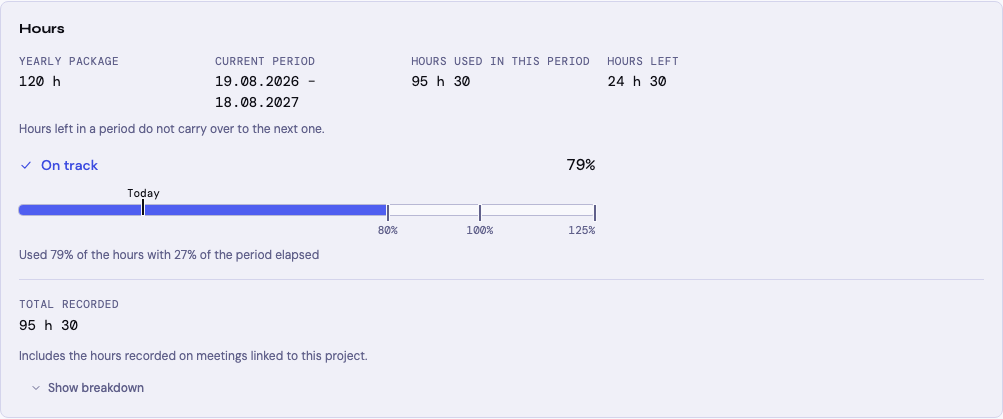 Hours
YEARLY PACKAGE
120 h
CURRENT PERIOD
19.08.2026 –
18.08.2027
HOURS USED IN THIS PERIOD
95 h 30
HOURS LEFT
24 h 30
Hours left in a period do not carry over to the next one.
On track
79%
Today
80%
100%
125%
Used 79% of the hours with 27% of the period elapsed
TOTAL RECORDED
95 h 30
Includes the hours recorded on meetings linked to this project.
Show breakdown